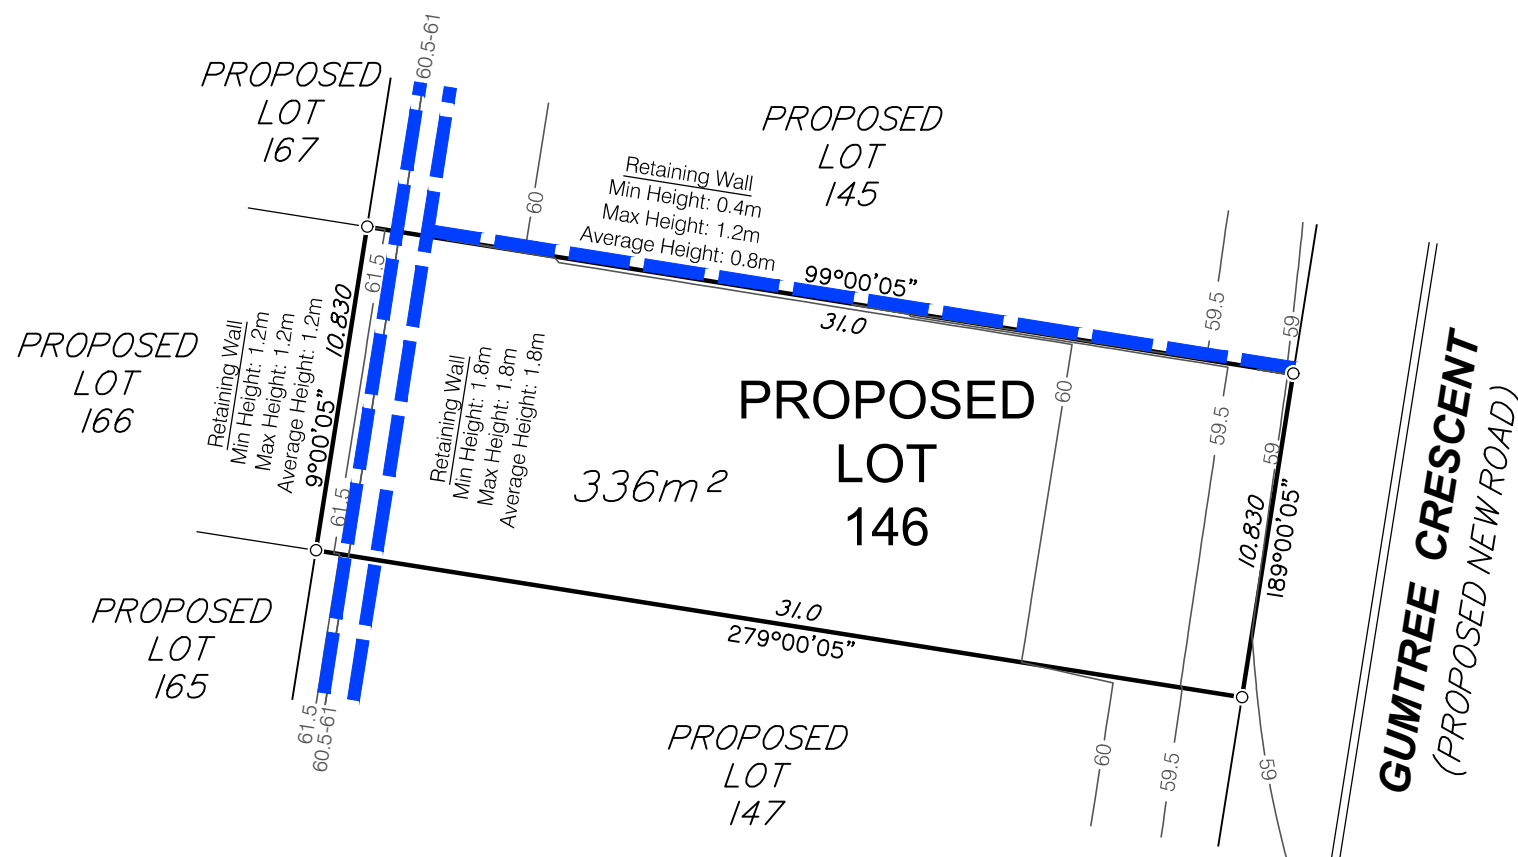 60.5-61
PROPOSED
LOT
167
PROPOSED
LOT
145
60
Retaining Wall
Min Height: 0.4m
Max Height: 1.2m
Average Height: 0.8m
99°00'05"
31.0
61.5
59.5
59
10.830
9°00'05"
Retaining Wall
Min Height: 1.2m
Max Height: 1.2m
Average Height: 1.2m
PROPOSED
LOT
166
Retaining Wall
Min Height: 1.8m
Max Height: 1.8m
Average Height: 1.8m
61.5
336m²
PROPOSED
LOT
146
60
59.5
59
10.830
189°00'05"
GUMTREE CRESCENT
(PROPOSED NEW ROAD)
31.0
279°00'05"
PROPOSED
LOT
165
61.5
60.5-61
PROPOSED
LOT
147
60
59.5
59